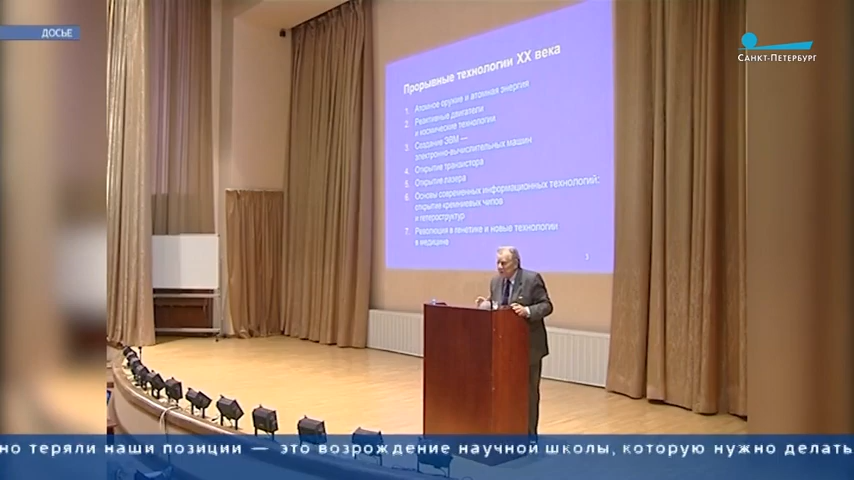 ДОСЬЕ
САНКТ-ПЕТЕРБУРГ
Прорывные технологии XX века
1. Атомное оружие и атомная энергия
2. Реактивные двигатели
и космические технологии
3. Создание ЭВМ —
электронно-вычислительных машин
4. Открытие транзистора
5. Открытие лазера
6. Основы современных информационных технологий:
открытие кремниевых чипов
и гетероструктур
7. Революция в генетике и новые технологии
в медицине
3
но теряли наши позиции — это возрождение научной школы, которую нужно делать